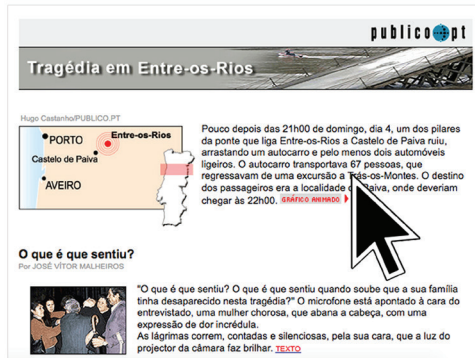 publico.pt
Tragédia em Entre-os-Rios
Hugo Castanho/PUBLICO.PT
PORTO
Entre-os-Rios
Castelo de Paiva
AVEIRO
Pouco depois das 21h00 de domingo, dia 4, um dos pilares
da ponte que liga Entre-os-Rios a Castelo de Paiva ruiu,
arrastando um autocarro e pelo menos dois automóveis
ligeiros. O autocarro transportava 67 pessoas, que
regressavam de uma excursão a Trás-os-Montes. O destino
dos passageiros era a localidade Paiva, onde deveriam
chegar às 22h00. GRÁFICO ANIMADO
O que é que sentiu?
Por JOSÉ VÍTOR MALHEIROS
"O que é que sentiu? O que é que sentiu quando soube que a sua família
tinha desaparecido nesta tragédia?" O microfone está apontado à cara do
entrevistado, uma mulher chorosa, que abana a cabeça, com uma
expressão de dor incrédula.
As lágrimas correm, contadas e silenciosas, pela sua cara, que a luz do
projector da câmara faz brilhar. TEXTO